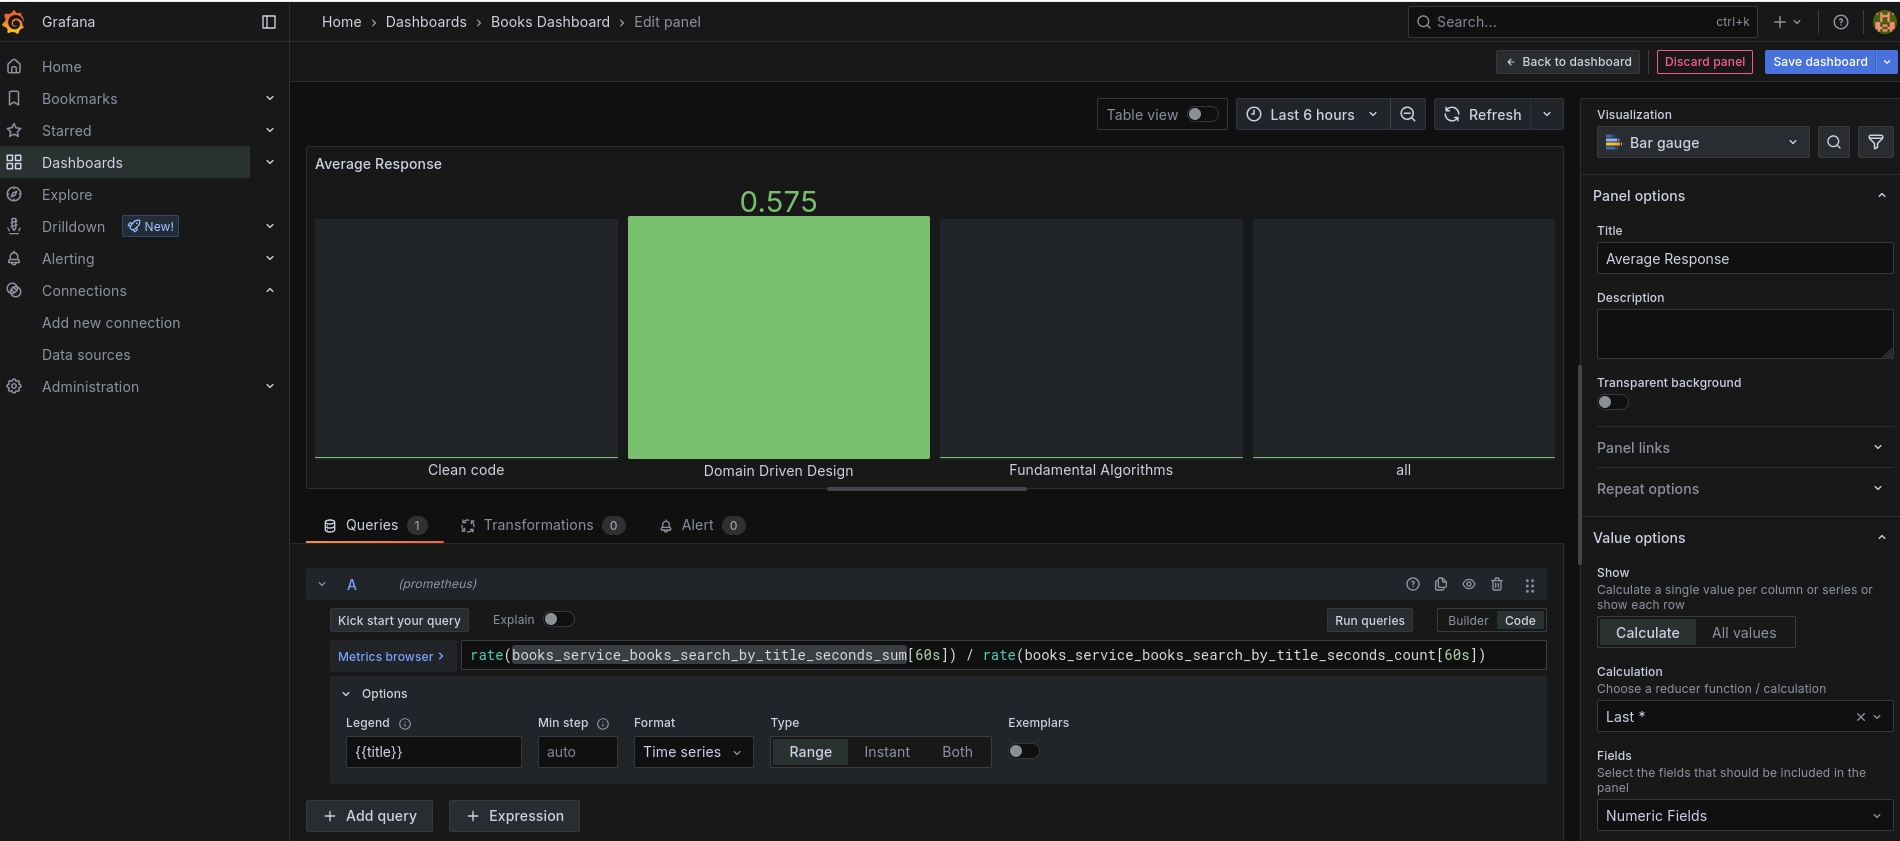 Grafana
Home › Dashboards › Books Dashboard › Edit panel
Search...
ctrl+k
Back to dashboard
Discard panel
Save dashboard
Home
Bookmarks
Starred
Dashboards
Explore
Drilldown
New!
Alerting
Connections
Add new connection
Data sources
Administration
Table view
Last 6 hours
Refresh
Average Response
0.575
Clean code
Domain Driven Design
Fundamental Algorithms
all
Queries 1
Transformations 0
Alert 0
A (prometheus)
Kick start your query
Explain
Run queries
Builder
Code
Metrics browser ›
rate(books_service_books_search_by_title_seconds_sum[60s]) / rate(books_service_books_search_by_title_seconds_count[60s])
Options
Legend
Min step
Format
Type
Exemplars
{{title}}
auto
Time series
Range
Instant
Both
+ Add query
+ Expression
Visualization
Bar gauge
Panel options
Title
Average Response
Description
Transparent background
Panel links
Repeat options
Value options
Show
Calculate a single value per column or series or
show each row
Calculate
All values
Calculation
Choose a reducer function / calculation
Last *
Fields
Select the fields that should be included in the
panel
Numeric Fields